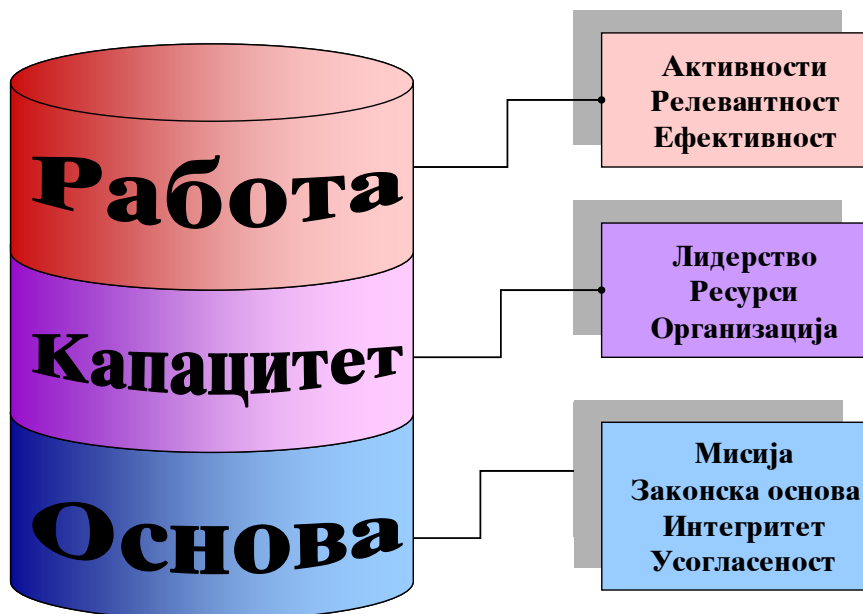 Работа
Активности
Релевантност
Ефективност
Капацитет
Лидерство
Ресурси
Организација
Основа
Мисија
Законска основа
Интегритет
Усогласеност